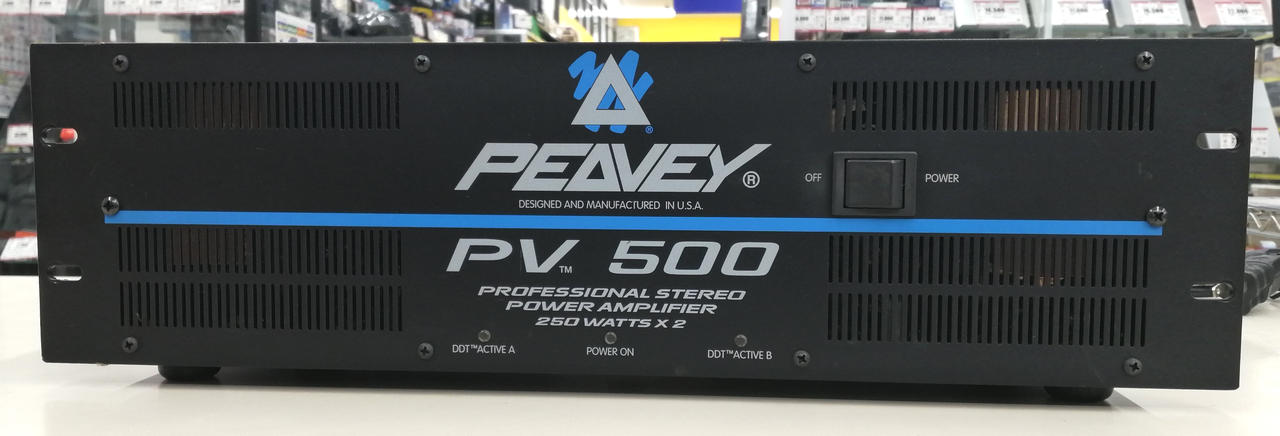 PEAVEY®
OFF
POWER
DESIGNED AND MANUFACTURED IN U.S.A.
PV™ 500
PROFESSIONAL STEREO
POWER AMPLIFIER
250 WATTS X 2
DDT™ACTIVE A
POWER ON
DDT™ACTIVE B